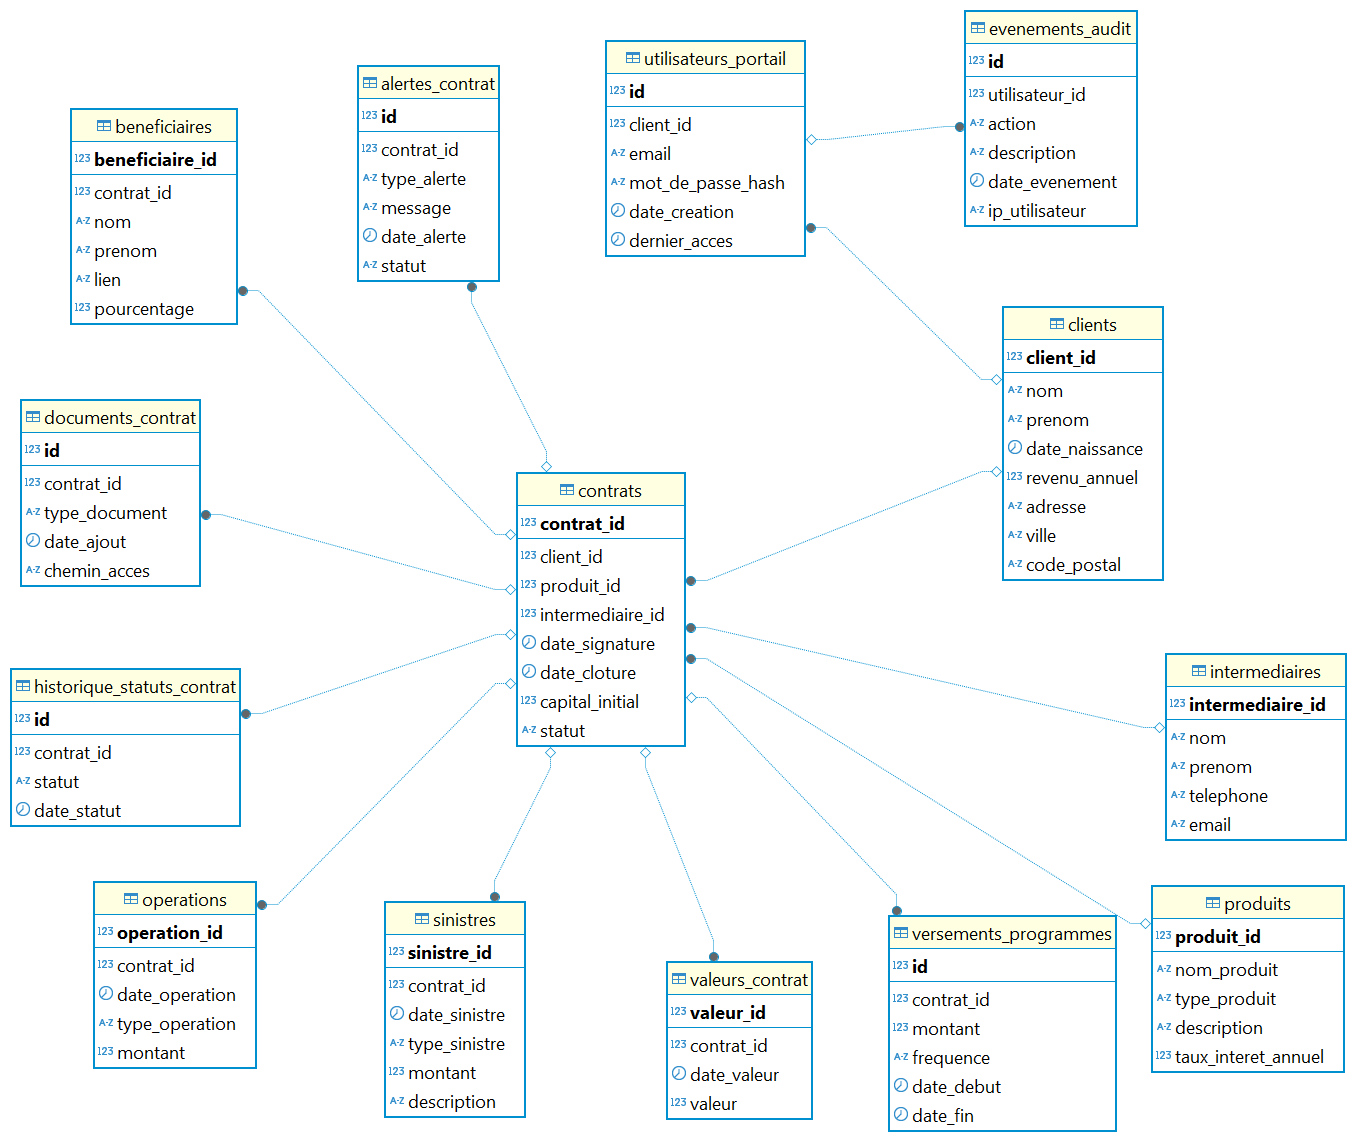 evenements_audit
123 id
123 utilisateur_id
A-Z action
A-Z description
date_evenement
A-Z ip_utilisateur
utilisateurs_portail
123 id
123 client_id
A-Z email
A-Z mot_de_passe_hash
date_creation
dernier_acces
alertes_contrat
123 id
123 contrat_id
A-Z type_alerte
A-Z message
date_alerte
A-Z statut
beneficiaires
123 beneficiaire_id
123 contrat_id
A-Z nom
A-Z prenom
A-Z lien
123 pourcentage
clients
123 client_id
A-Z nom
A-Z prenom
date_naissance
123 revenu_annuel
A-Z adresse
A-Z ville
A-Z code_postal
documents_contrat
123 id
123 contrat_id
A-Z type_document
date_ajout
A-Z chemin_acces
contrats
123 contrat_id
123 client_id
123 produit_id
123 intermediaire_id
date_signature
date_cloture
123 capital_initial
A-Z statut
historique_statuts_contrat
123 id
123 contrat_id
A-Z statut
date_statut
intermediaires
123 intermediaire_id
A-Z nom
A-Z prenom
A-Z telephone
A-Z email
operations
123 operation_id
123 contrat_id
date_operation
A-Z type_operation
123 montant
sinistres
123 sinistre_id
123 contrat_id
date_sinistre
A-Z type_sinistre
123 montant
A-Z description
valeurs_contrat
123 valeur_id
123 contrat_id
date_valeur
123 valeur
versements_programmes
123 id
123 contrat_id
123 montant
A-Z frequence
date_debut
date_fin
produits
123 produit_id
A-Z nom_produit
A-Z type_produit
A-Z description
123 taux_interet_annuel